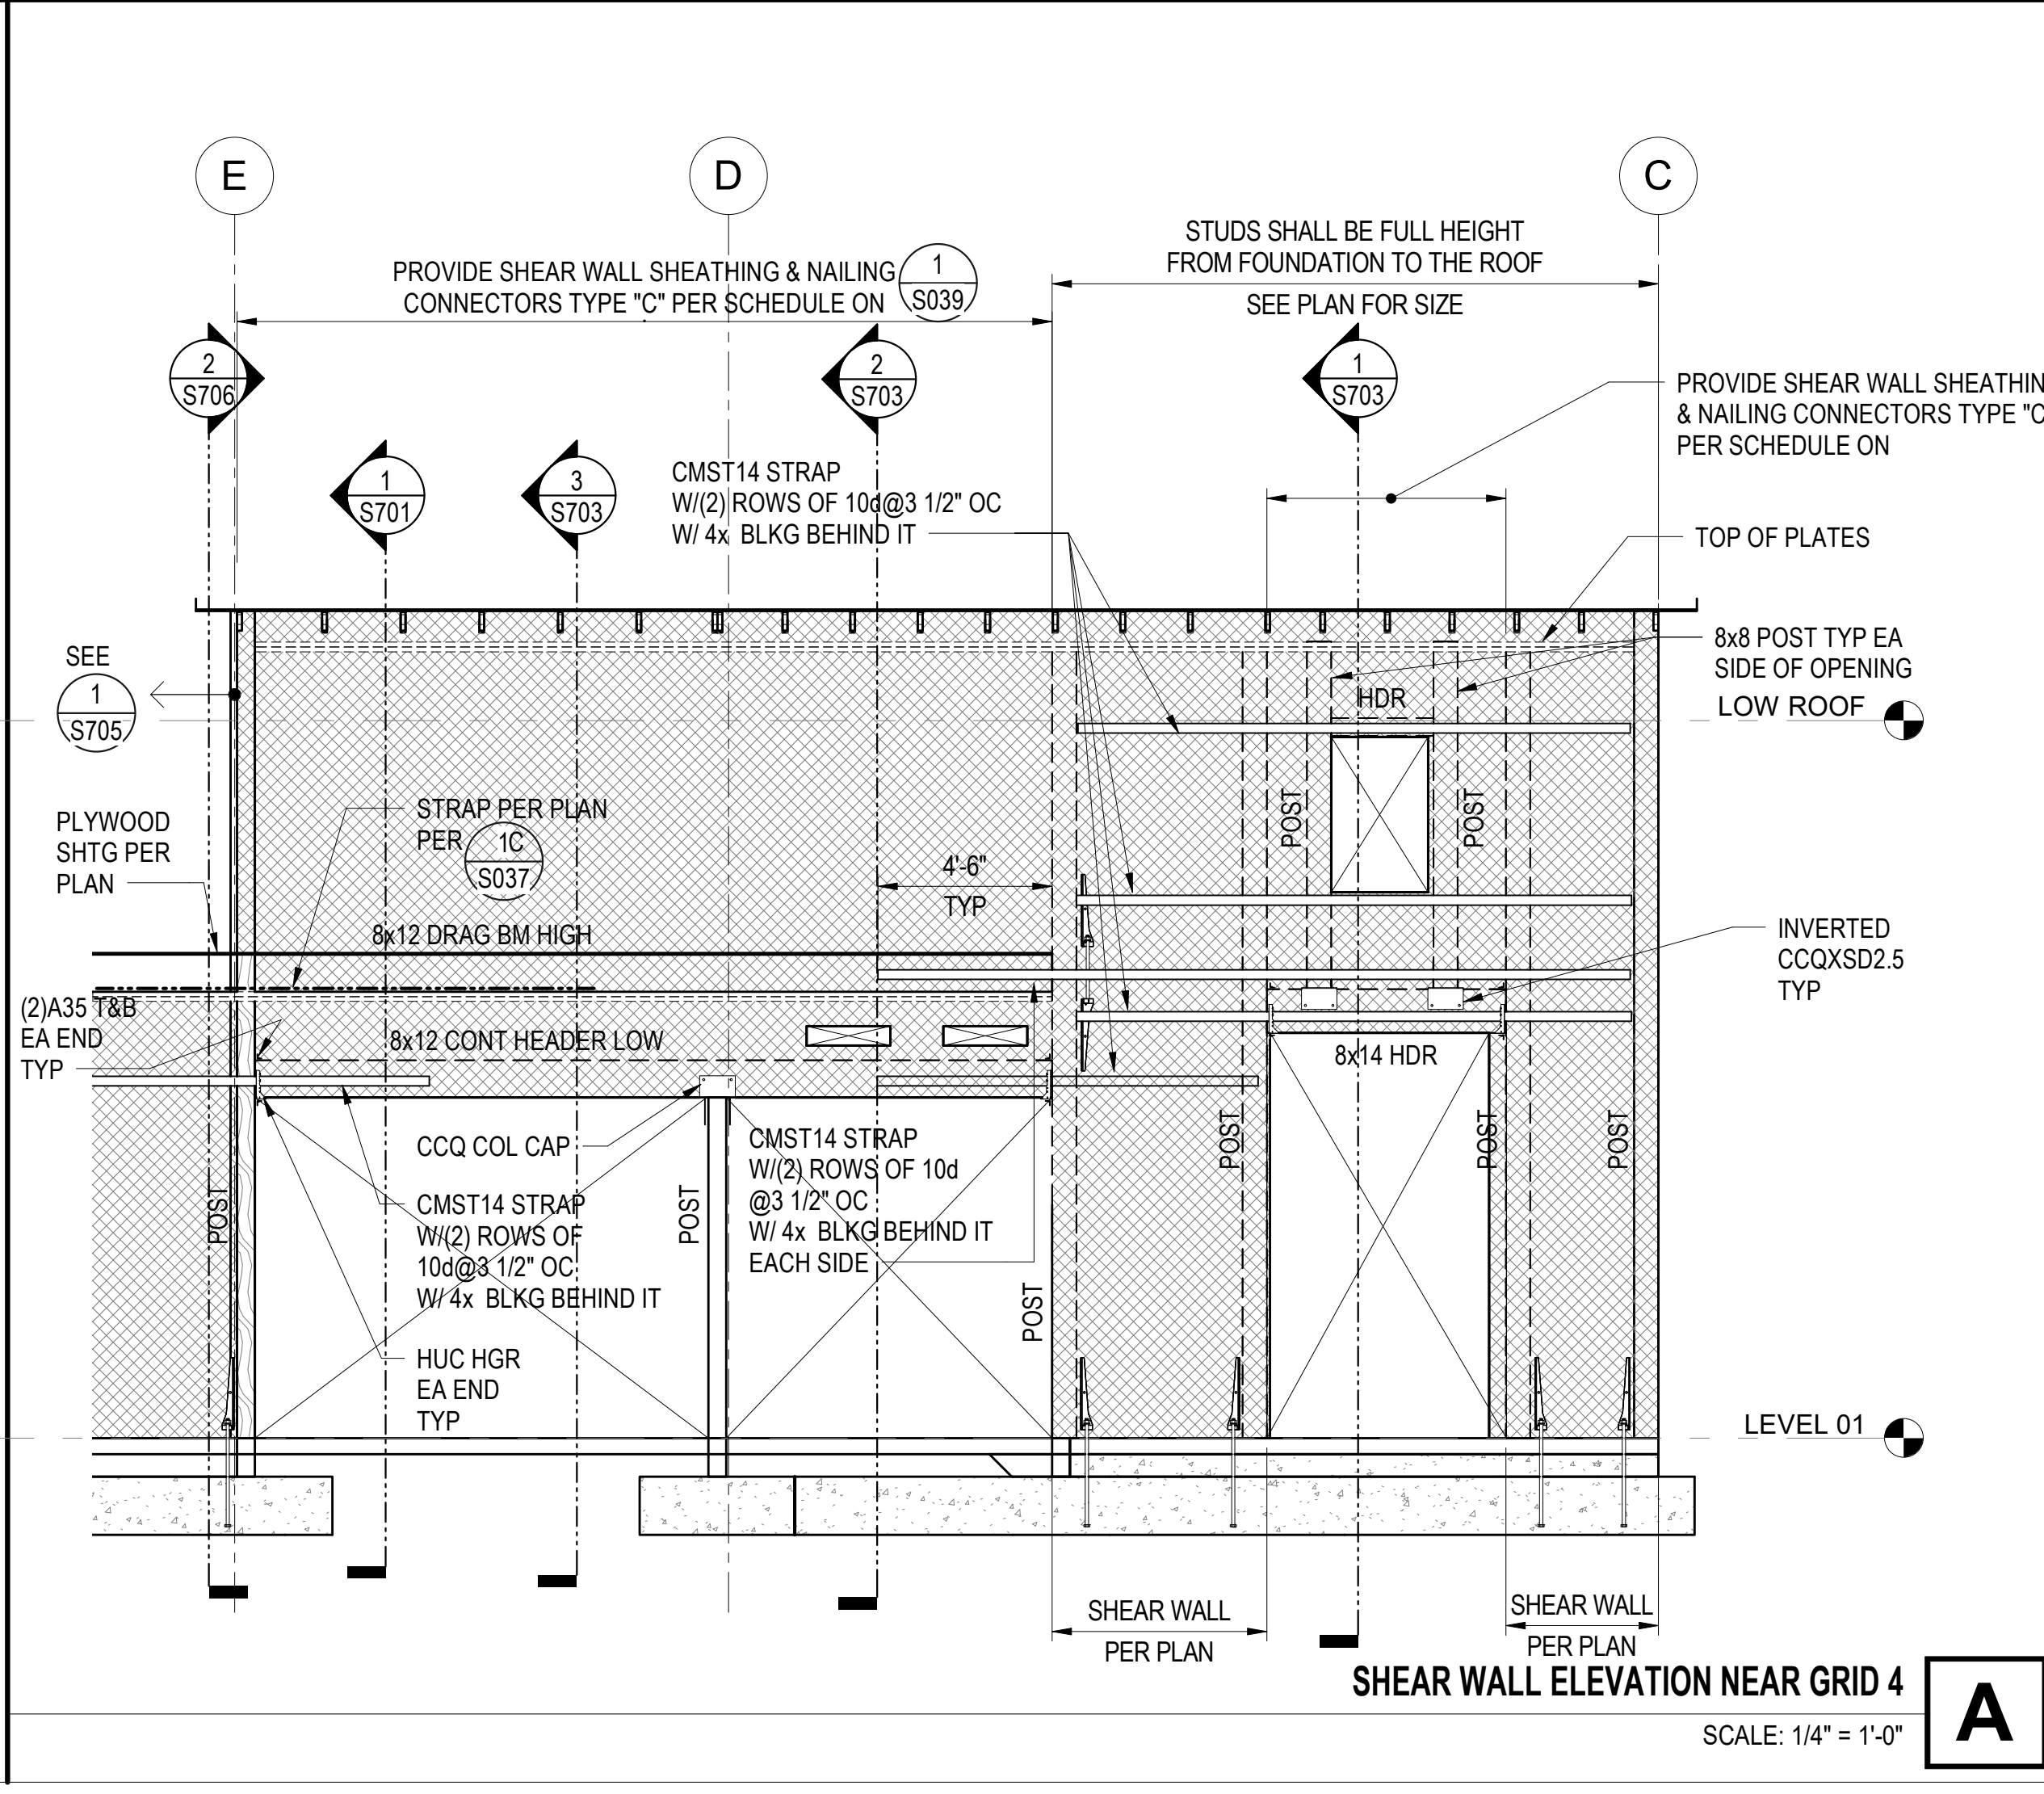 E
D
C
PROVIDE SHEAR WALL SHEATHING & NAILING
CONNECTORS TYPE "C" PER SCHEDULE ON
1
S039
STUDS SHALL BE FULL HEIGHT
FROM FOUNDATION TO THE ROOF
SEE PLAN FOR SIZE
2
S706
2
S703
1
S703
PROVIDE SHEAR WALL SHEATHIN
& NAILING CONNECTORS TYPE "C
PER SCHEDULE ON
1
S701
3
S703
CMST14 STRAP
W/(2) ROWS OF 10d@3 1/2" OC
W/ 4x BLKG BEHIND IT
TOP OF PLATES
8x8 POST TYP EA
SIDE OF OPENING
LOW ROOF
SEE
1
S705
HDR
POST
POST
PLYWOOD
SHTG PER
PLAN
STRAP PER PLAN
PER
1C
S037
4'-6"
TYP
8x12 DRAG BM HIGH
INVERTED
CCQXSD2.5
TYP
(2)A35 T&B
EA END
TYP
8x12 CONT HEADER LOW
8x14 HDR
CCQ COL CAP
CMST14 STRAP
W/(2) ROWS OF
10d@3 1/2" OC
W/ 4x BLKG BEHIND IT
CMST14 STRAP
W/(2) ROWS OF 10d
@3 1/2" OC
W/ 4x BLKG BEHIND IT
EACH SIDE
POST
POST
POST
POST
POST
POST
HUC HGR
EA END
TYP
LEVEL 01
SHEAR WALL
PER PLAN
SHEAR WALL
PER PLAN
SHEAR WALL ELEVATION NEAR GRID 4
SCALE: 1/4" = 1'-0"
A